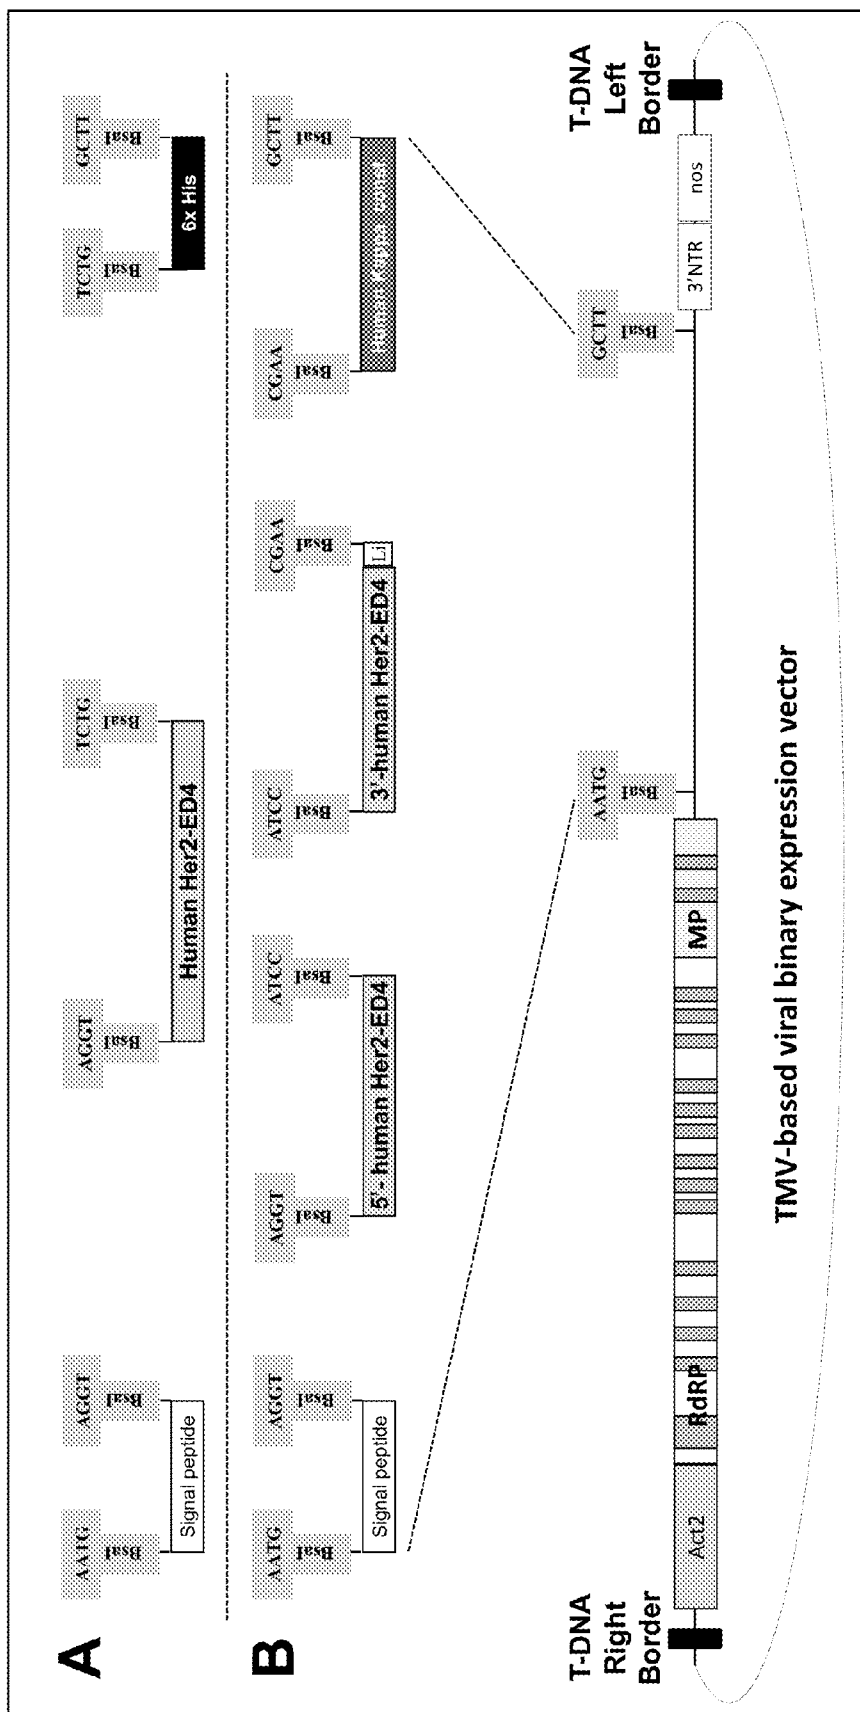 A
AATG
BsaI
AGGT
BsaI
AGGT
BsaI
TCTG
BsaI
TCTG
BsaI
GCTT
BsaI
Signal peptide
Human Her2-ED4
6x His
B
AATG
BsaI
AGGT
BsaI
AGGT
BsaI
ATCC
BsaI
ATCC
BsaI
CGAA
BsaI
CGAA
BsaI
GCTT
BsaI
Signal peptide
5'- human Her2-ED4
3'-human Her2-ED4
Li
Human Kappa const
AATG
BsaI
GCTT
BsaI
T-DNA
Right
Border
Act2
RdRP
MP
3'NTR
nos
T-DNA
Left
Border
TMV-based viral binary expression vector